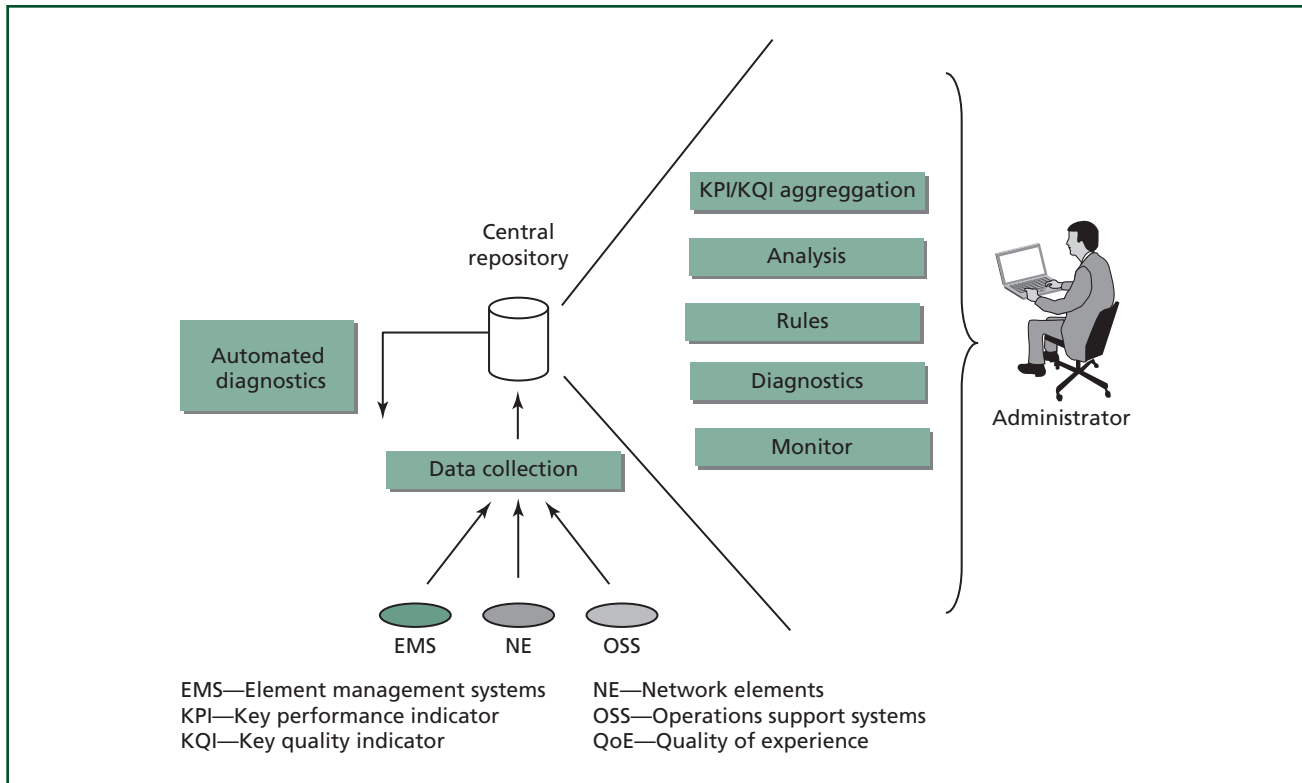 Central
repository
Automated
diagnostics
Data collection
EMS
NE
OSS
KPI/KQI aggreggation
Analysis
Rules
Diagnostics
Monitor
Administrator
EMS—Element management systems
KPI—Key performance indicator
KQI—Key quality indicator
NE—Network elements
OSS—Operations support systems
QoE—Quality of experience